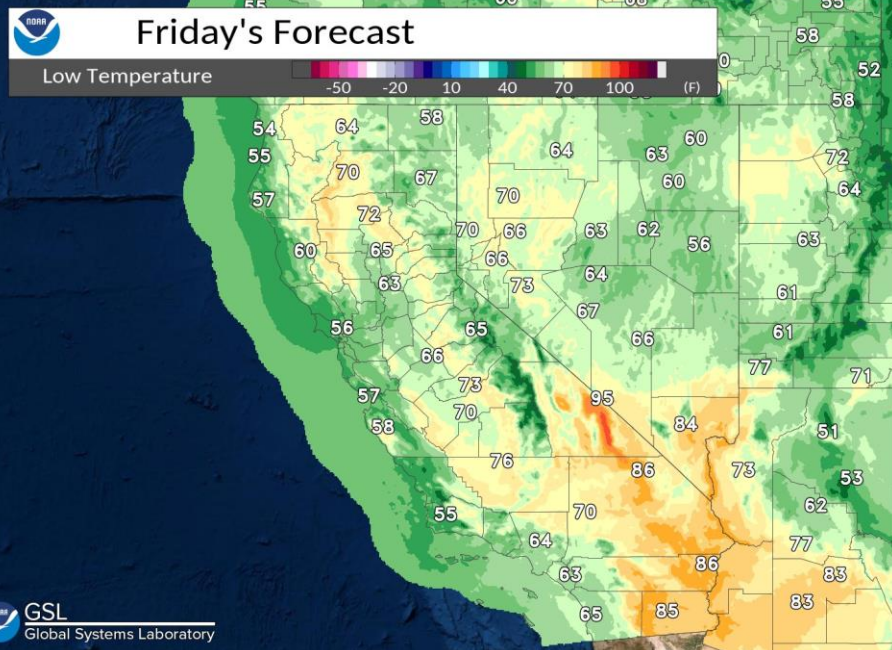 55 60 68 55
NOAA
Friday's Forecast
58
Low Temperature
-50 -20 10 40 70 100 (F)
52
58
54 64 58
60
55 64 63 72
70 67 60 64
57 70
72
60 65 70 66 63 62 56 63
66
63 73 64 61
67
56 65 66 61
66 77
73 71
57 95
70 84 51
58
76 86 73 53
55 70 62
64 77
63 86 83
65 85 83
GSL
Global Systems Laboratory